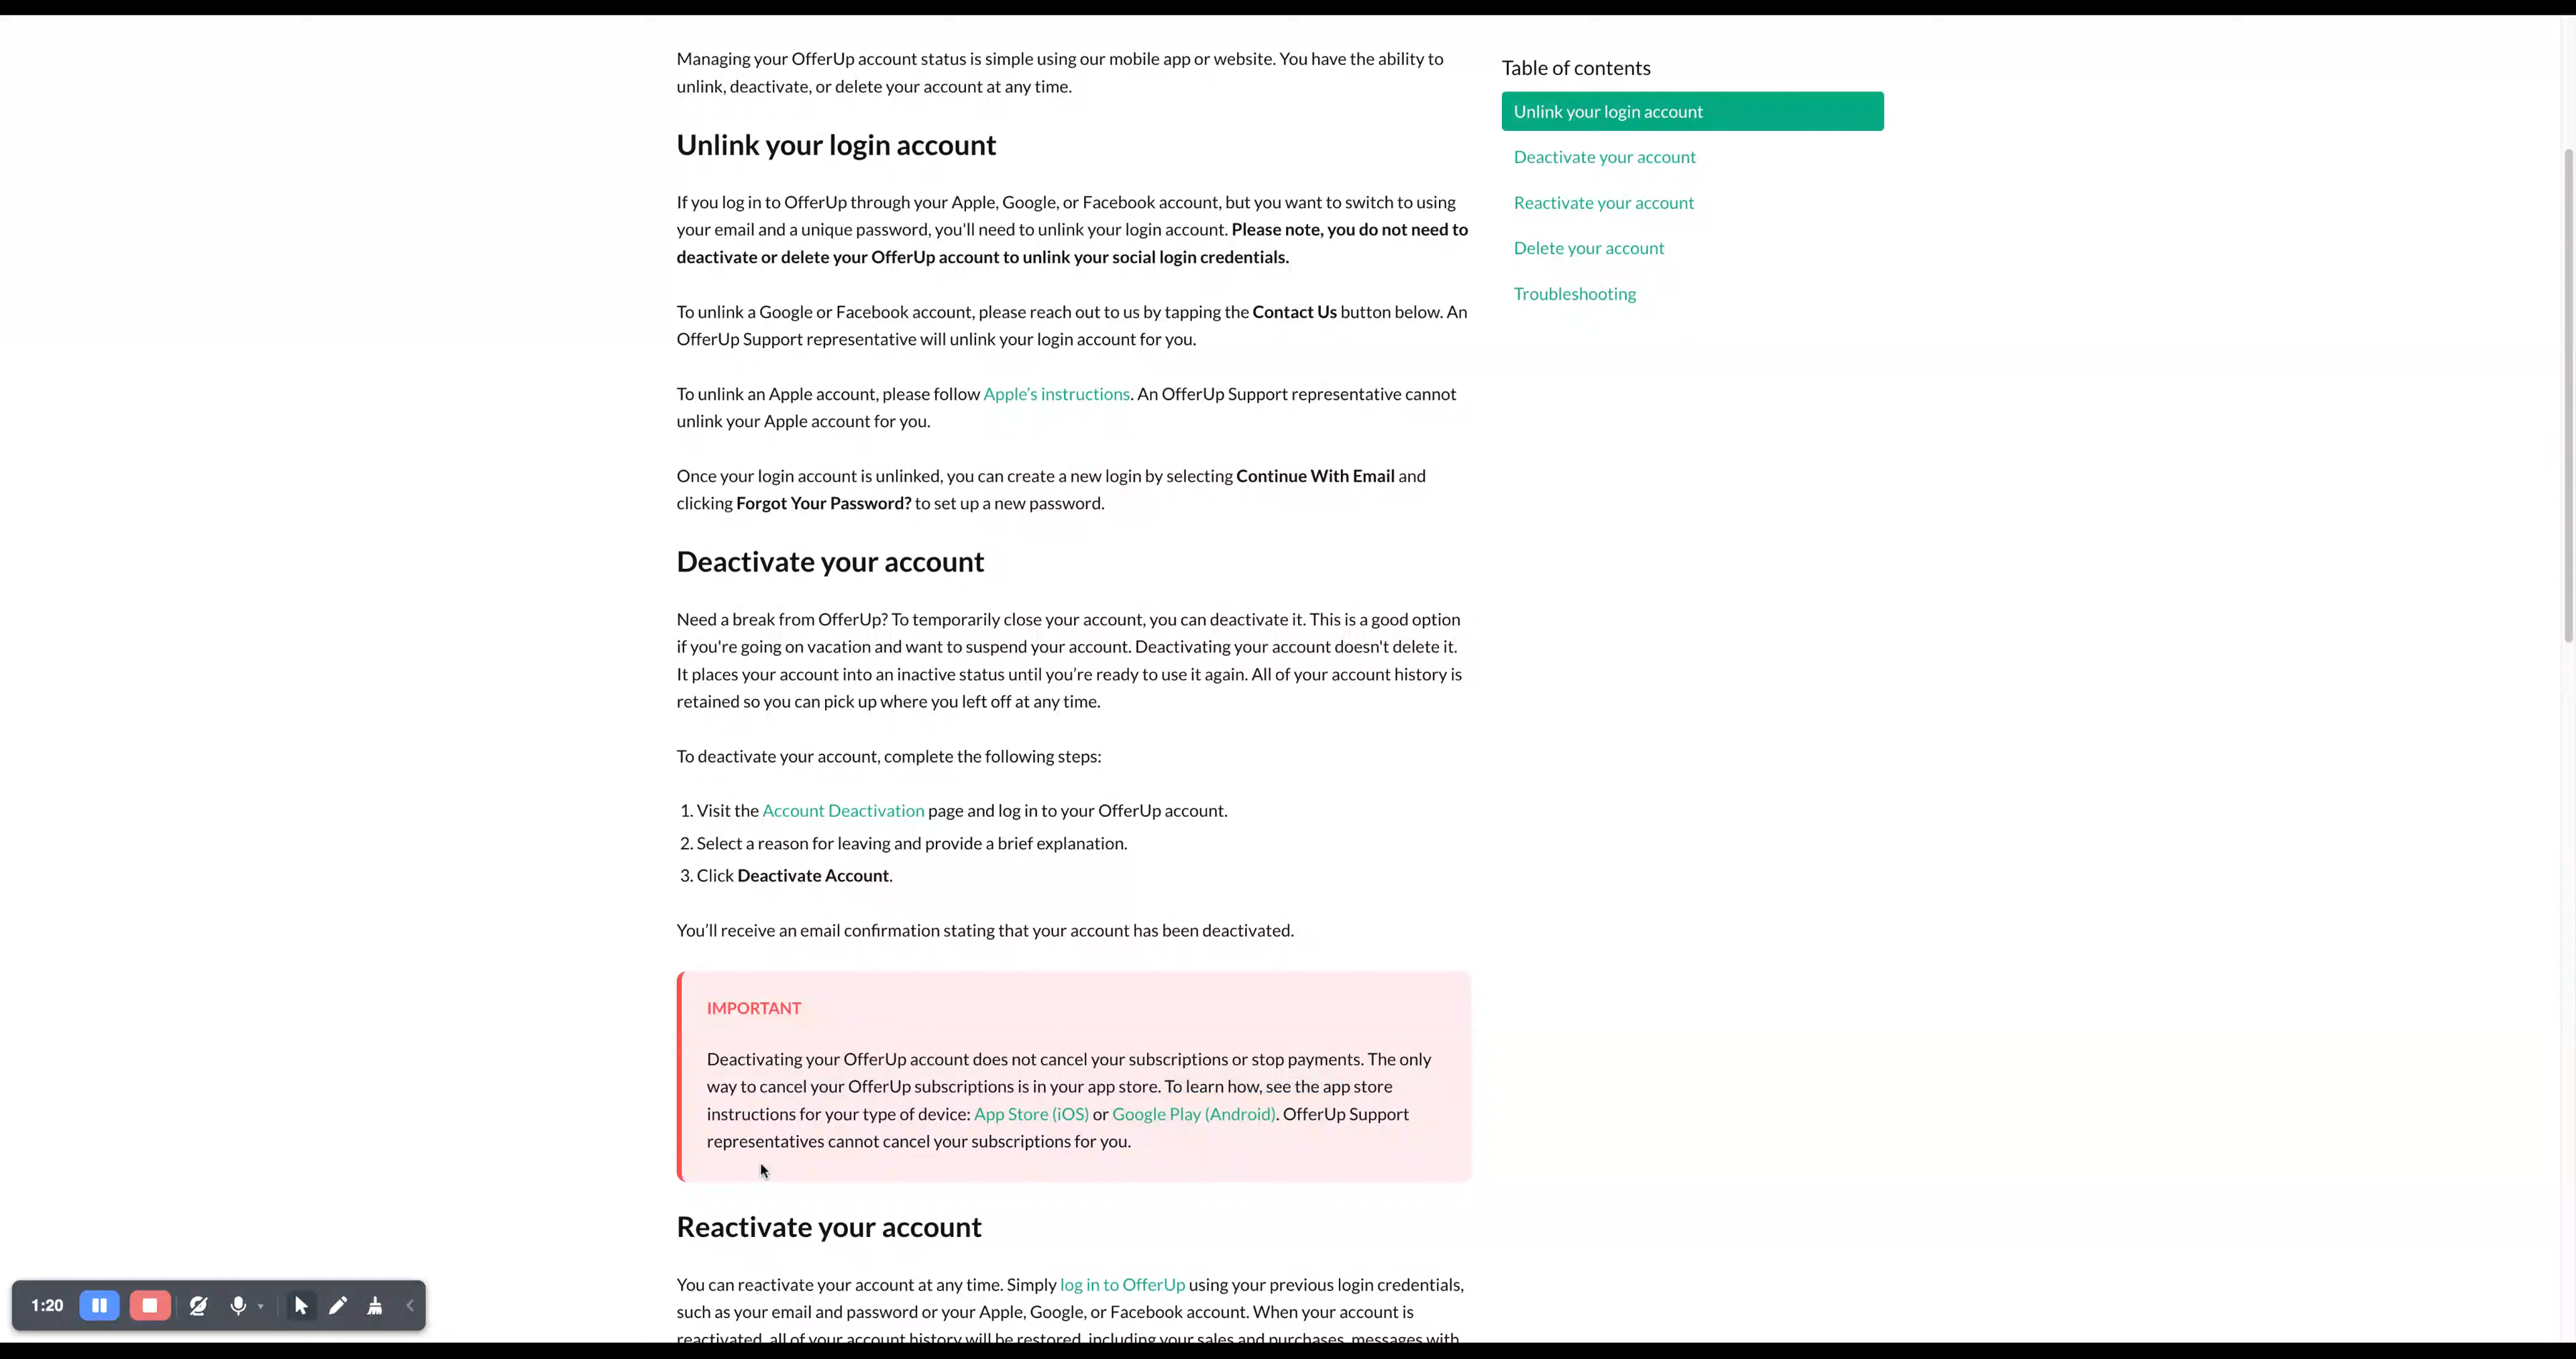 Managing your OfferUp account status is simple using our mobile app or website. You have the ability to
unlink, deactivate, or delete your account at any time.
Unlink your login account
If you log in to OfferUp through your Apple, Google, or Facebook account, but you want to switch to using
your email and a unique password, you'll need to unlink your login account. Please note, you do not need to
deactivate or delete your OfferUp account to unlink your social login credentials.
To unlink a Google or Facebook account, please reach out to us by tapping the Contact Us button below. An
OfferUp Support representative will unlink your login account for you.
To unlink an Apple account, please follow Apple's instructions. An OfferUp Support representative cannot
unlink your Apple account for you.
Once your login account is unlinked, you can create a new login by selecting Continue With Email and
clicking Forgot Your Password? to set up a new password.
Deactivate your account
Need a break from OfferUp? To temporarily close your account, you can deactivate it. This is a good option
if you're going on vacation and want to suspend your account. Deactivating your account doesn't delete it.
It places your account into an inactive status until you’re ready to use it again. All of your account history is
retained so you can pick up where you left off at any time.
To deactivate your account, complete the following steps:
1. Visit the Account Deactivation page and log in to your OfferUp account.
2. Select a reason for leaving and provide a brief explanation.
3. Click Deactivate Account.
You’ll receive an email confirmation stating that your account has been deactivated.
IMPORTANT
Deactivating your OfferUp account does not cancel your subscriptions or stop payments. The only
way to cancel your OfferUp subscriptions is in your app store. To learn how, see the app store
instructions for your type of device: App Store (iOS) or Google Play (Android). OfferUp Support
representatives cannot cancel your subscriptions for you.
Reactivate your account
You can reactivate your account at any time. Simply log in to OfferUp using your previous login credentials,
such as your email and password or your Apple, Google, or Facebook account. When your account is
reactivated, all of your account history will be restored, including your sales and purchases, messages with
Table of contents
Unlink your login account
Deactivate your account
Reactivate your account
Delete your account
Troubleshooting
1:20